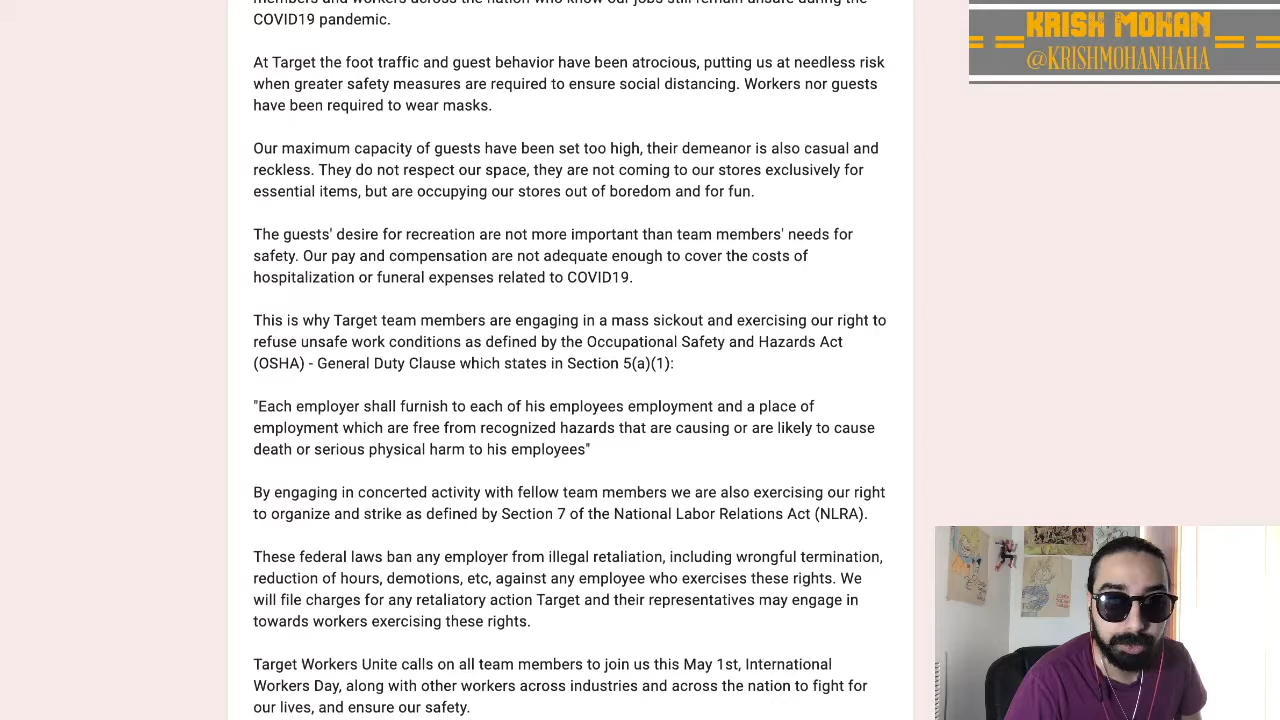 members and workers across the nation who know our jobs still remain unsafe during the
COVID19 pandemic.
At Target the foot traffic and guest behavior have been atrocious, putting us at needless risk
when greater safety measures are required to ensure social distancing. Workers nor guests
have been required to wear masks.
Our maximum capacity of guests have been set too high, their demeanor is also casual and
reckless. They do not respect our space, they are not coming to our stores exclusively for
essential items, but are occupying our stores out of boredom and for fun.
The guests' desire for recreation are not more important than team members' needs for
safety. Our pay and compensation are not adequate enough to cover the costs of
hospitalization or funeral expenses related to COVID19.
This is why Target team members are engaging in a mass sickout and exercising our right to
refuse unsafe work conditions as defined by the Occupational Safety and Hazards Act
(OSHA) - General Duty Clause which states in Section 5(a)(1):
"Each employer shall furnish to each of his employees employment and a place of
employment which are free from recognized hazards that are causing or are likely to cause
death or serious physical harm to his employees"
By engaging in concerted activity with fellow team members we are also exercising our right
to organize and strike as defined by Section 7 of the National Labor Relations Act (NLRA).
These federal laws ban any employer from illegal retaliation, including wrongful termination,
reduction of hours, demotions, etc, against any employee who exercises these rights. We
will file charges for any retaliatory action Target and their representatives may engage in
towards workers exercising these rights.
Target Workers Unite calls on all team members to join us this May 1st, International
Workers Day, along with other workers across industries and across the nation to fight for
our lives, and ensure our safety.
KRISH MOHAN
@KRISHMOHANHAHA